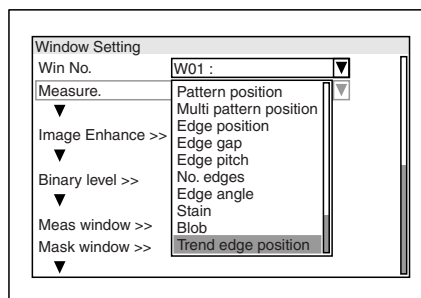 Window Setting
Win No.
W01 :
Measure.
Pattern position
Multi pattern position
Edge position
Image Enhance >>
Edge gap
Edge pitch
Binary level >>
No. edges
Edge angle
Stain
Meas window >>
Blob
Mask window >>
Trend edge position